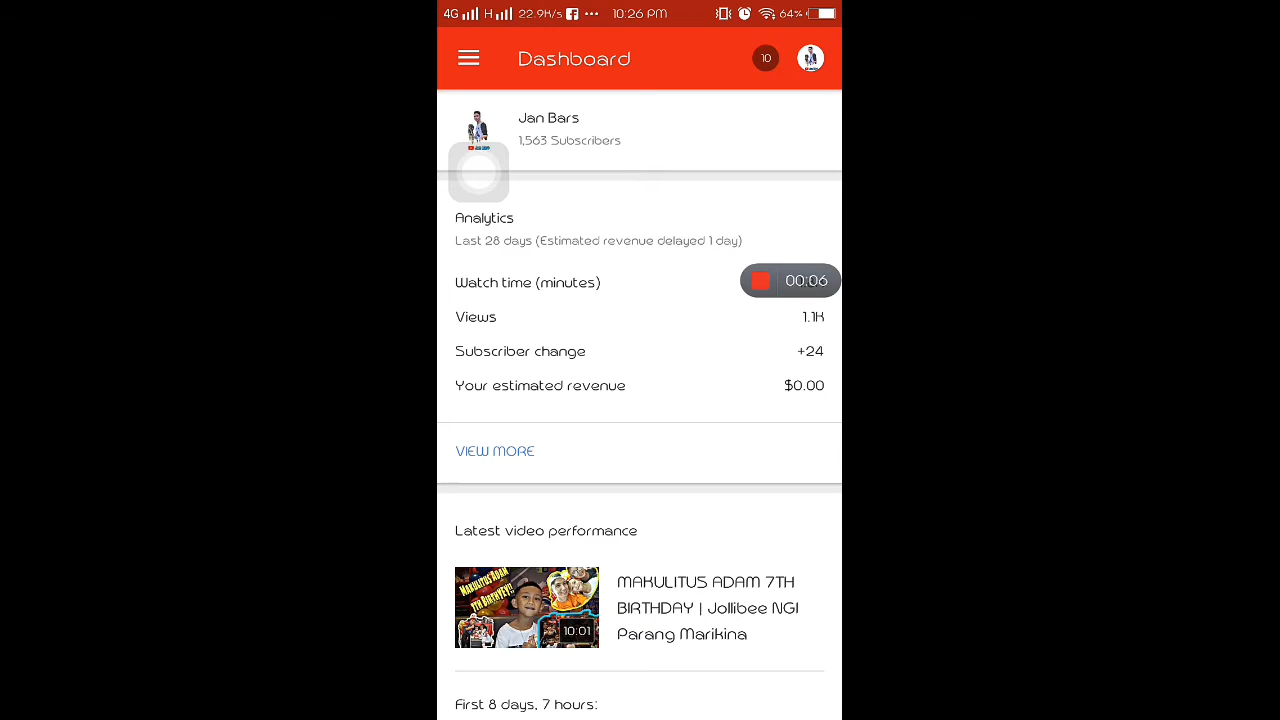 4G H 22.9K/s ... 10:26 PM 64%
Dashboard 10
Jan Bars
1,563 Subscribers
Analytics
Last 28 days (Estimated revenue delayed 1 day)
Watch time (minutes) 00:06
Views 1.1K
Subscriber change +24
Your estimated revenue $0.00
VIEW MORE
Latest video performance
MAKULITUS ADAM
7TH BIRTHDEY!!
10:01
MAKULITUS ADAM 7TH
BIRTHDAY | Jollibee NGI
Parang Marikina
First 8 days, 7 hours: